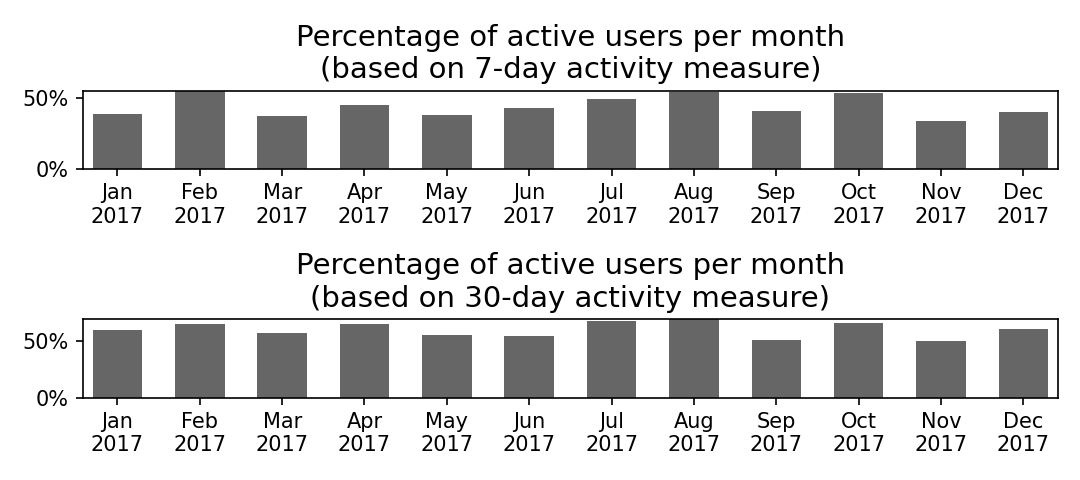 Percentage of active users per month
(based on 7-day activity measure)
50%
0%
Jan Feb Mar Apr May Jun Jul Aug Sep Oct Nov Dec
2017 2017 2017 2017 2017 2017 2017 2017 2017 2017 2017 2017
Percentage of active users per month
(based on 30-day activity measure)
50%
0%
Jan Feb Mar Apr May Jun Jul Aug Sep Oct Nov Dec
2017 2017 2017 2017 2017 2017 2017 2017 2017 2017 2017 2017